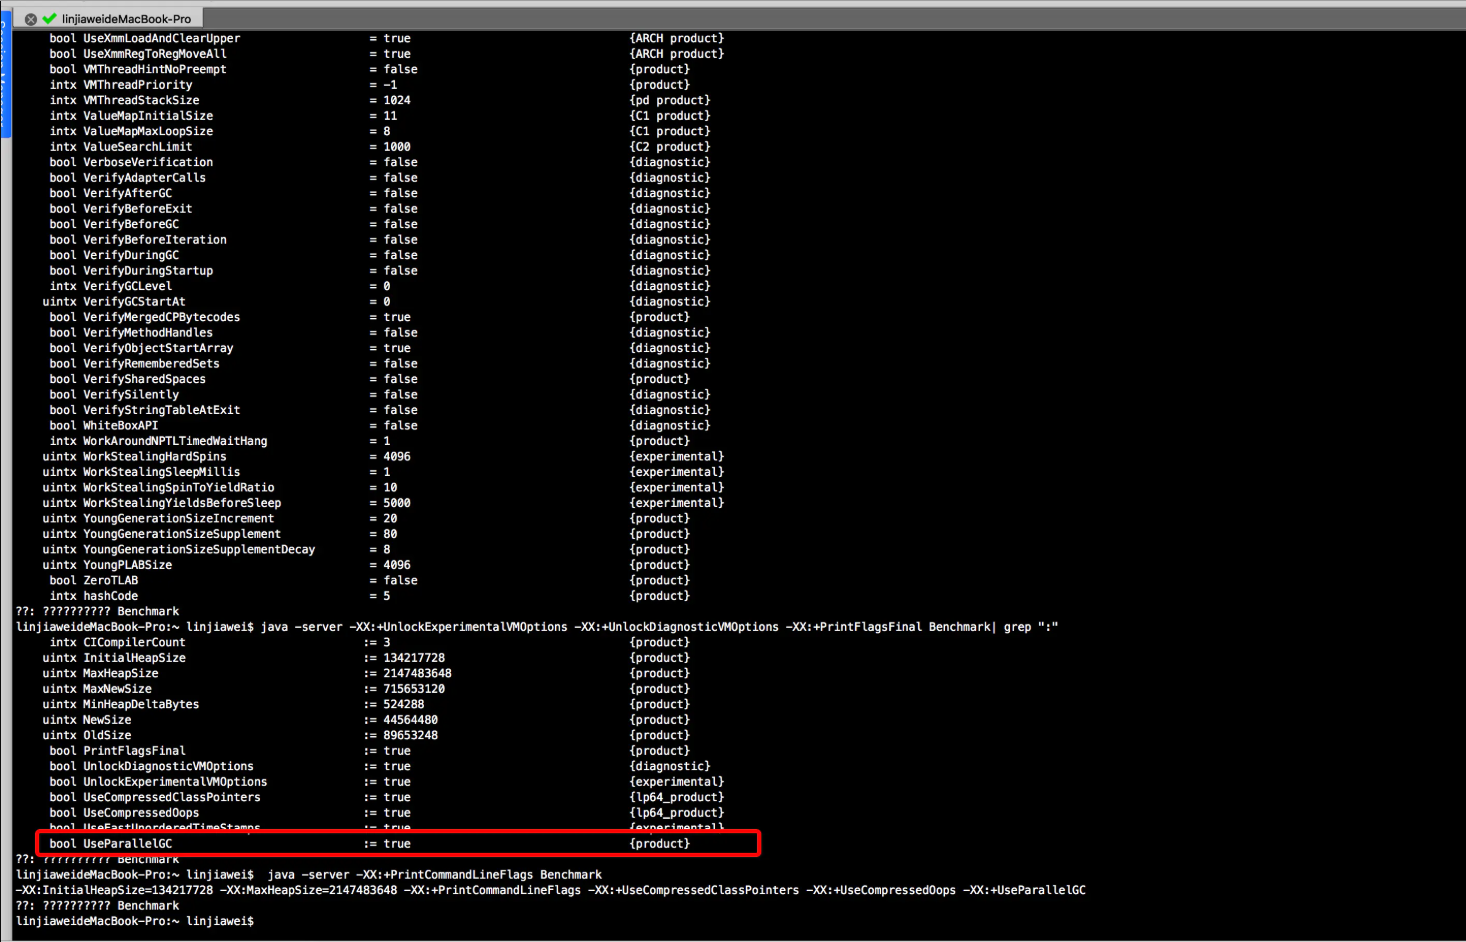 linjiaweideMacBook-Pro
bool UseXmmLoadAndClearUpper = true {ARCH product}
bool UseXmmRegToRegMoveAll = true {ARCH product}
bool VMThreadHintNoPreempt = false {product}
intx VMThreadPriority = -1 {product}
intx VMThreadStackSize = 1024 {pd product}
intx ValueMapInitialSize = 11 {C1 product}
intx ValueMapMaxLoopSize = 8 {C1 product}
intx ValueSearchLimit = 1000 {C2 product}
bool VerboseVerification = false {diagnostic}
bool VerifyAdapterCalls = false {diagnostic}
bool VerifyAfterGC = false {diagnostic}
bool VerifyBeforeExit = false {diagnostic}
bool VerifyBeforeGC = false {diagnostic}
bool VerifyBeforeIteration = false {diagnostic}
bool VerifyDuringGC = false {diagnostic}
bool VerifyDuringStartup = false {diagnostic}
intx VerifyGCLevel = 0 {diagnostic}
uintx VerifyGCStartAt = 0 {diagnostic}
bool VerifyMergedCPBytecodes = true {product}
bool VerifyMethodHandles = false {diagnostic}
bool VerifyObjectStartArray = true {diagnostic}
bool VerifyRememberedSets = false {diagnostic}
bool VerifySharedSpaces = false {product}
bool VerifySilently = false {diagnostic}
bool VerifyStringTableAtExit = false {diagnostic}
bool WhiteBoxAPI = false {diagnostic}
intx WorkAroundNPTLTimedWaitHang = 1 {product}
uintx WorkStealingHardSpins = 4096 {experimental}
uintx WorkStealingSleepMillis = 1 {experimental}
uintx WorkStealingSpinToYieldRatio = 10 {experimental}
uintx WorkStealingYieldsBeforeSleep = 5000 {experimental}
uintx YoungGenerationSizeIncrement = 20 {product}
uintx YoungGenerationSizeSupplement = 80 {product}
uintx YoungGenerationSizeSupplementDecay = 8 {product}
uintx YoungPLABSize = 4096 {product}
bool ZeroTLAB = false {product}
intx hashCode = 5 {product}
??: ?????????? Benchmark
linjiaweideMacBook-Pro:~ linjiawei$ java -server -XX:+UnlockExperimentalVMOptions -XX:+UnlockDiagnosticVMOptions -XX:+PrintFlagsFinal Benchmark| grep ":"
intx CICompilerCount := 3 {product}
uintx InitialHeapSize := 134217728 {product}
uintx MaxHeapSize := 2147483648 {product}
uintx MaxNewSize := 715653120 {product}
uintx MinHeapDeltaBytes := 524288 {product}
uintx NewSize := 44564480 {product}
uintx OldSize := 89653248 {product}
bool PrintFlagsFinal := true {product}
bool UnlockDiagnosticVMOptions := true {diagnostic}
bool UnlockExperimentalVMOptions := true {experimental}
bool UseCompressedClassPointers := true {lp64_product}
bool UseCompressedOops := true {lp64_product}
bool UseFastUnorderedTimeStamps := true {experimental}
bool UseParallelGC := true {product}
??: ?????????? Benchmark
linjiaweideMacBook-Pro:~ linjiawei$  java -server -XX:+PrintCommandLineFlags Benchmark
-XX:InitialHeapSize=134217728 -XX:MaxHeapSize=2147483648 -XX:+PrintCommandLineFlags -XX:+UseCompressedClassPointers -XX:+UseCompressedOops -XX:+UseParallelGC
??: ?????????? Benchmark
linjiaweideMacBook-Pro:~ linjiawei$